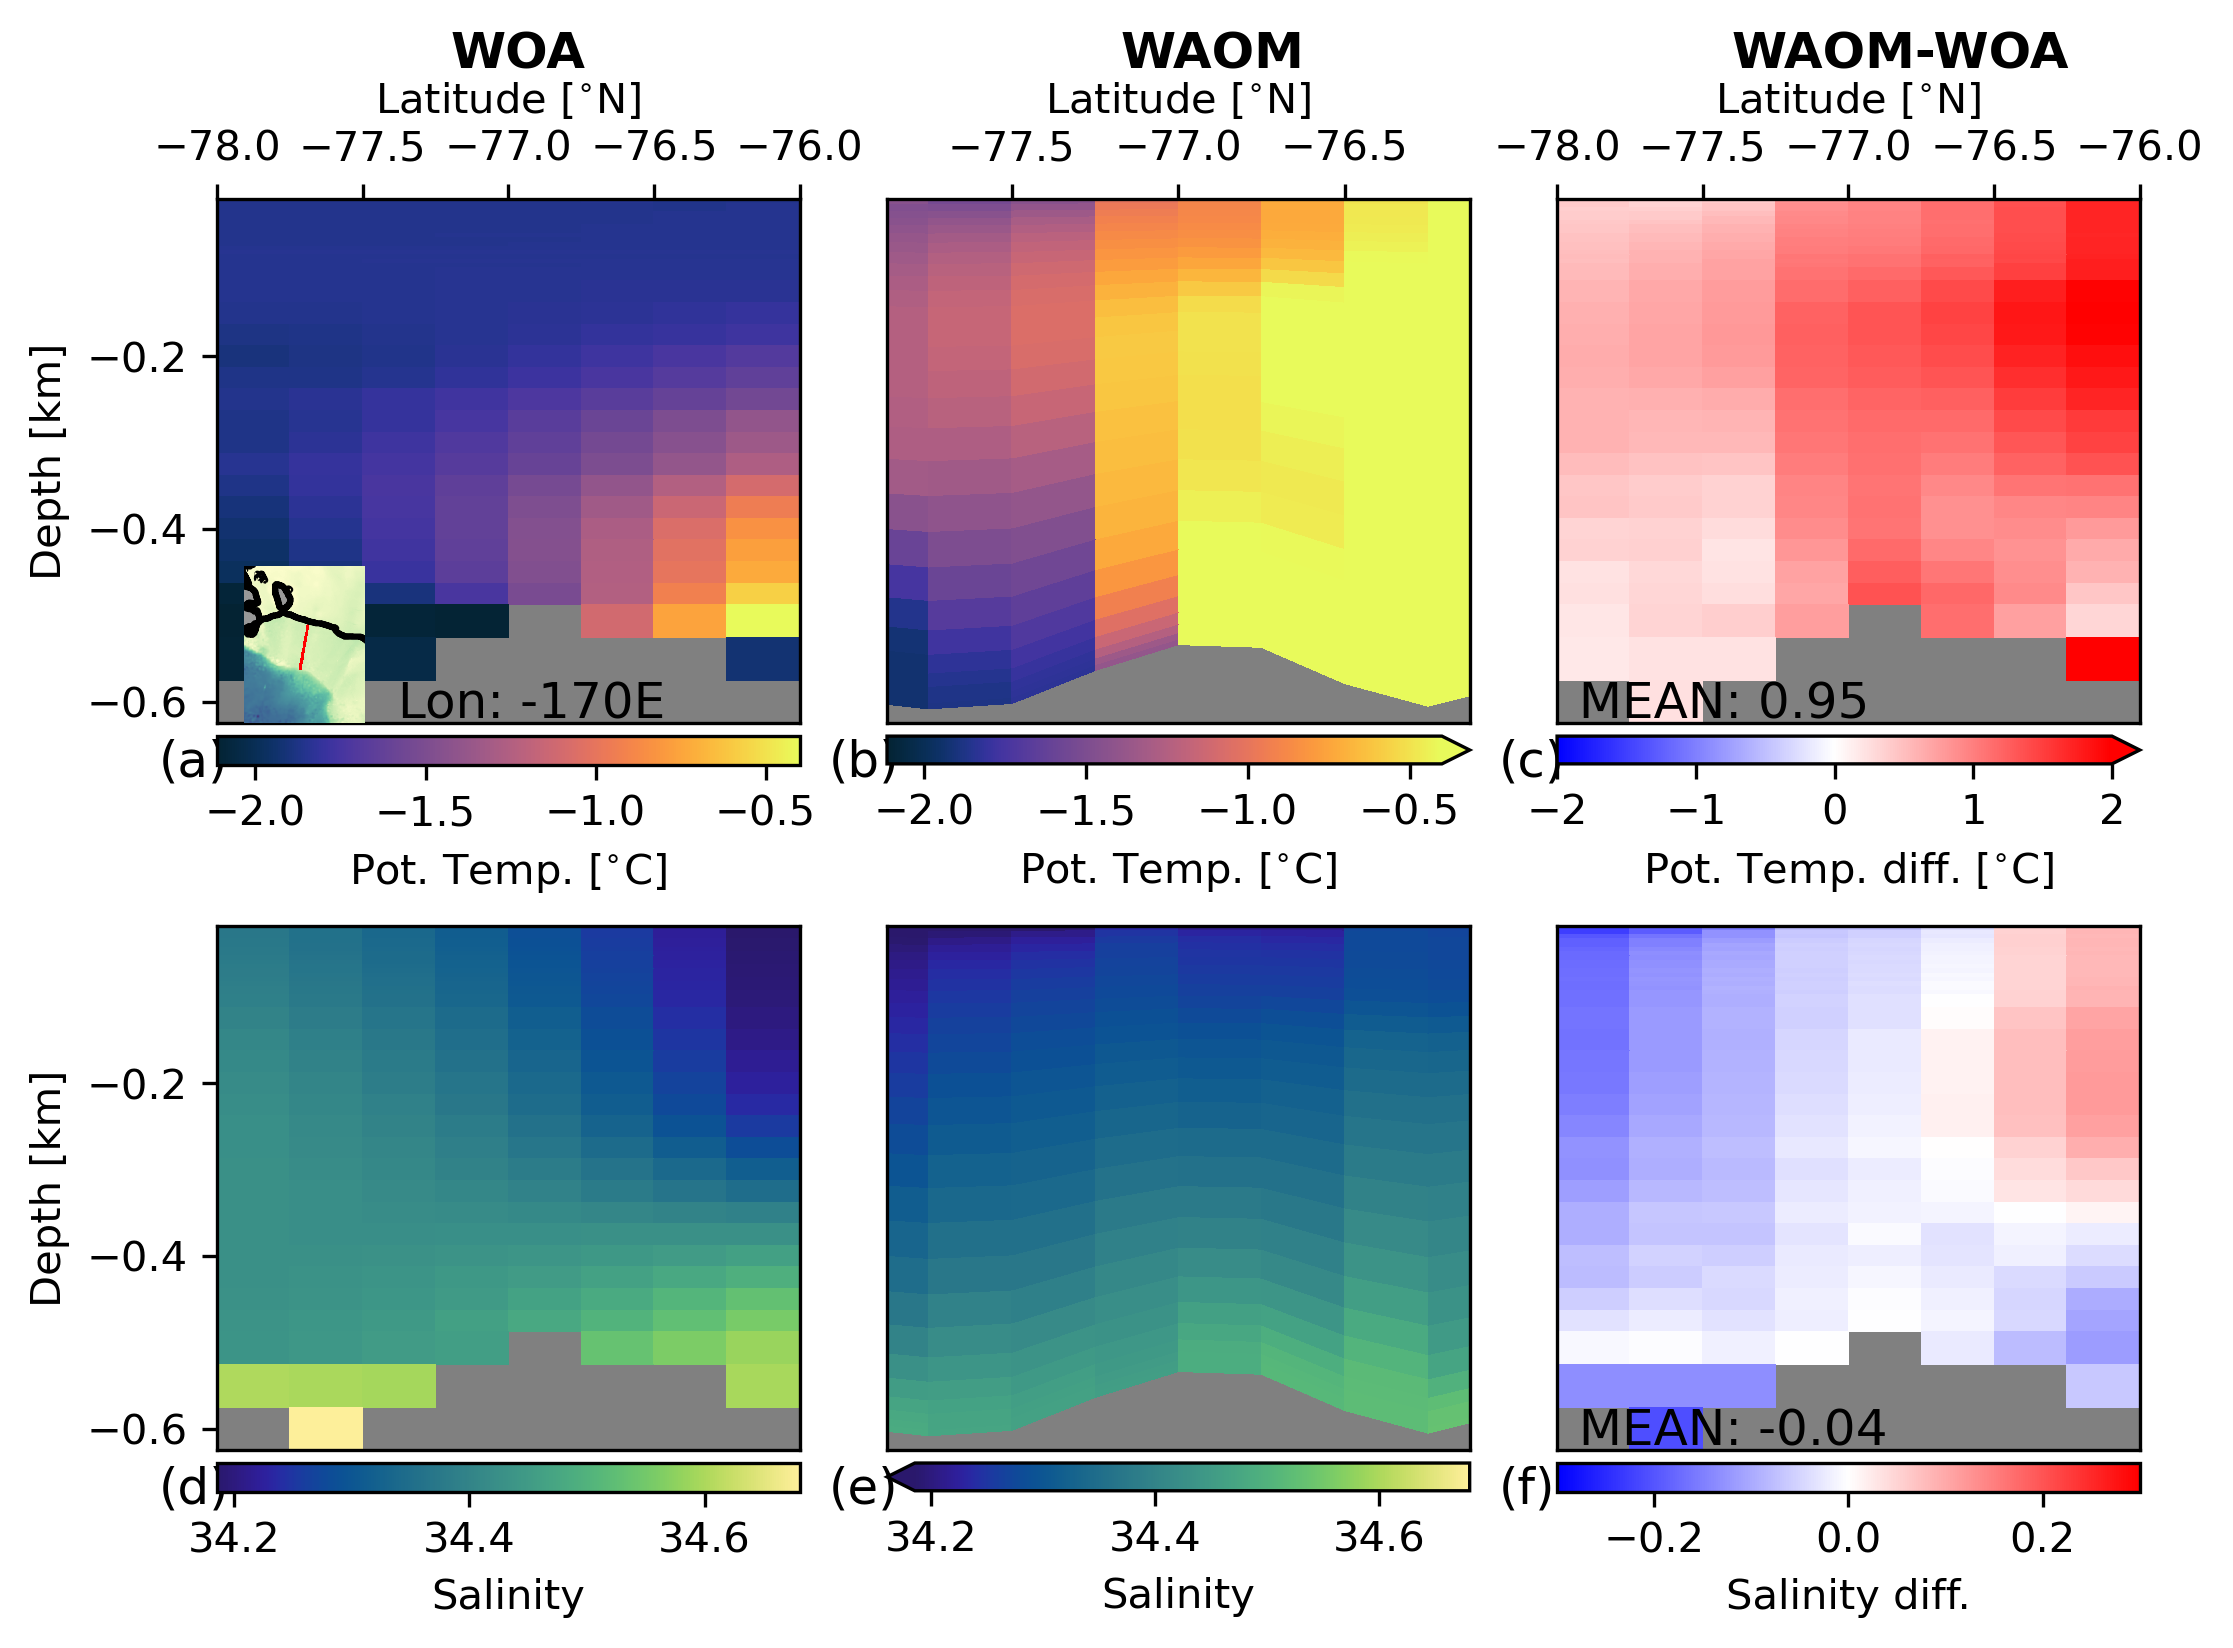 WOA WAOM WAOM-WOA
Latitude [°N] Latitude [°N] Latitude [°N]
−78.0 −77.5 −77.0 −76.5 −76.0 −77.5 −77.0 −76.5 −78.0 −77.5 −77.0 −76.5 −76.0
−0.2
Depth [km]
−0.4
−0.6
Lon: -170E
MEAN: 0.95
(a) (b) (c)
−2.0 −1.5 −1.0 −0.5 −2.0 −1.5 −1.0 −0.5 −2 −1 0 1 2
Pot. Temp. [°C] Pot. Temp. [°C] Pot. Temp. diff. [°C]
−0.2
Depth [km]
−0.4
−0.6
MEAN: -0.04
(d) (e) (f)
34.2 34.4 34.6 34.2 34.4 34.6 −0.2 0.0 0.2
Salinity Salinity Salinity diff.